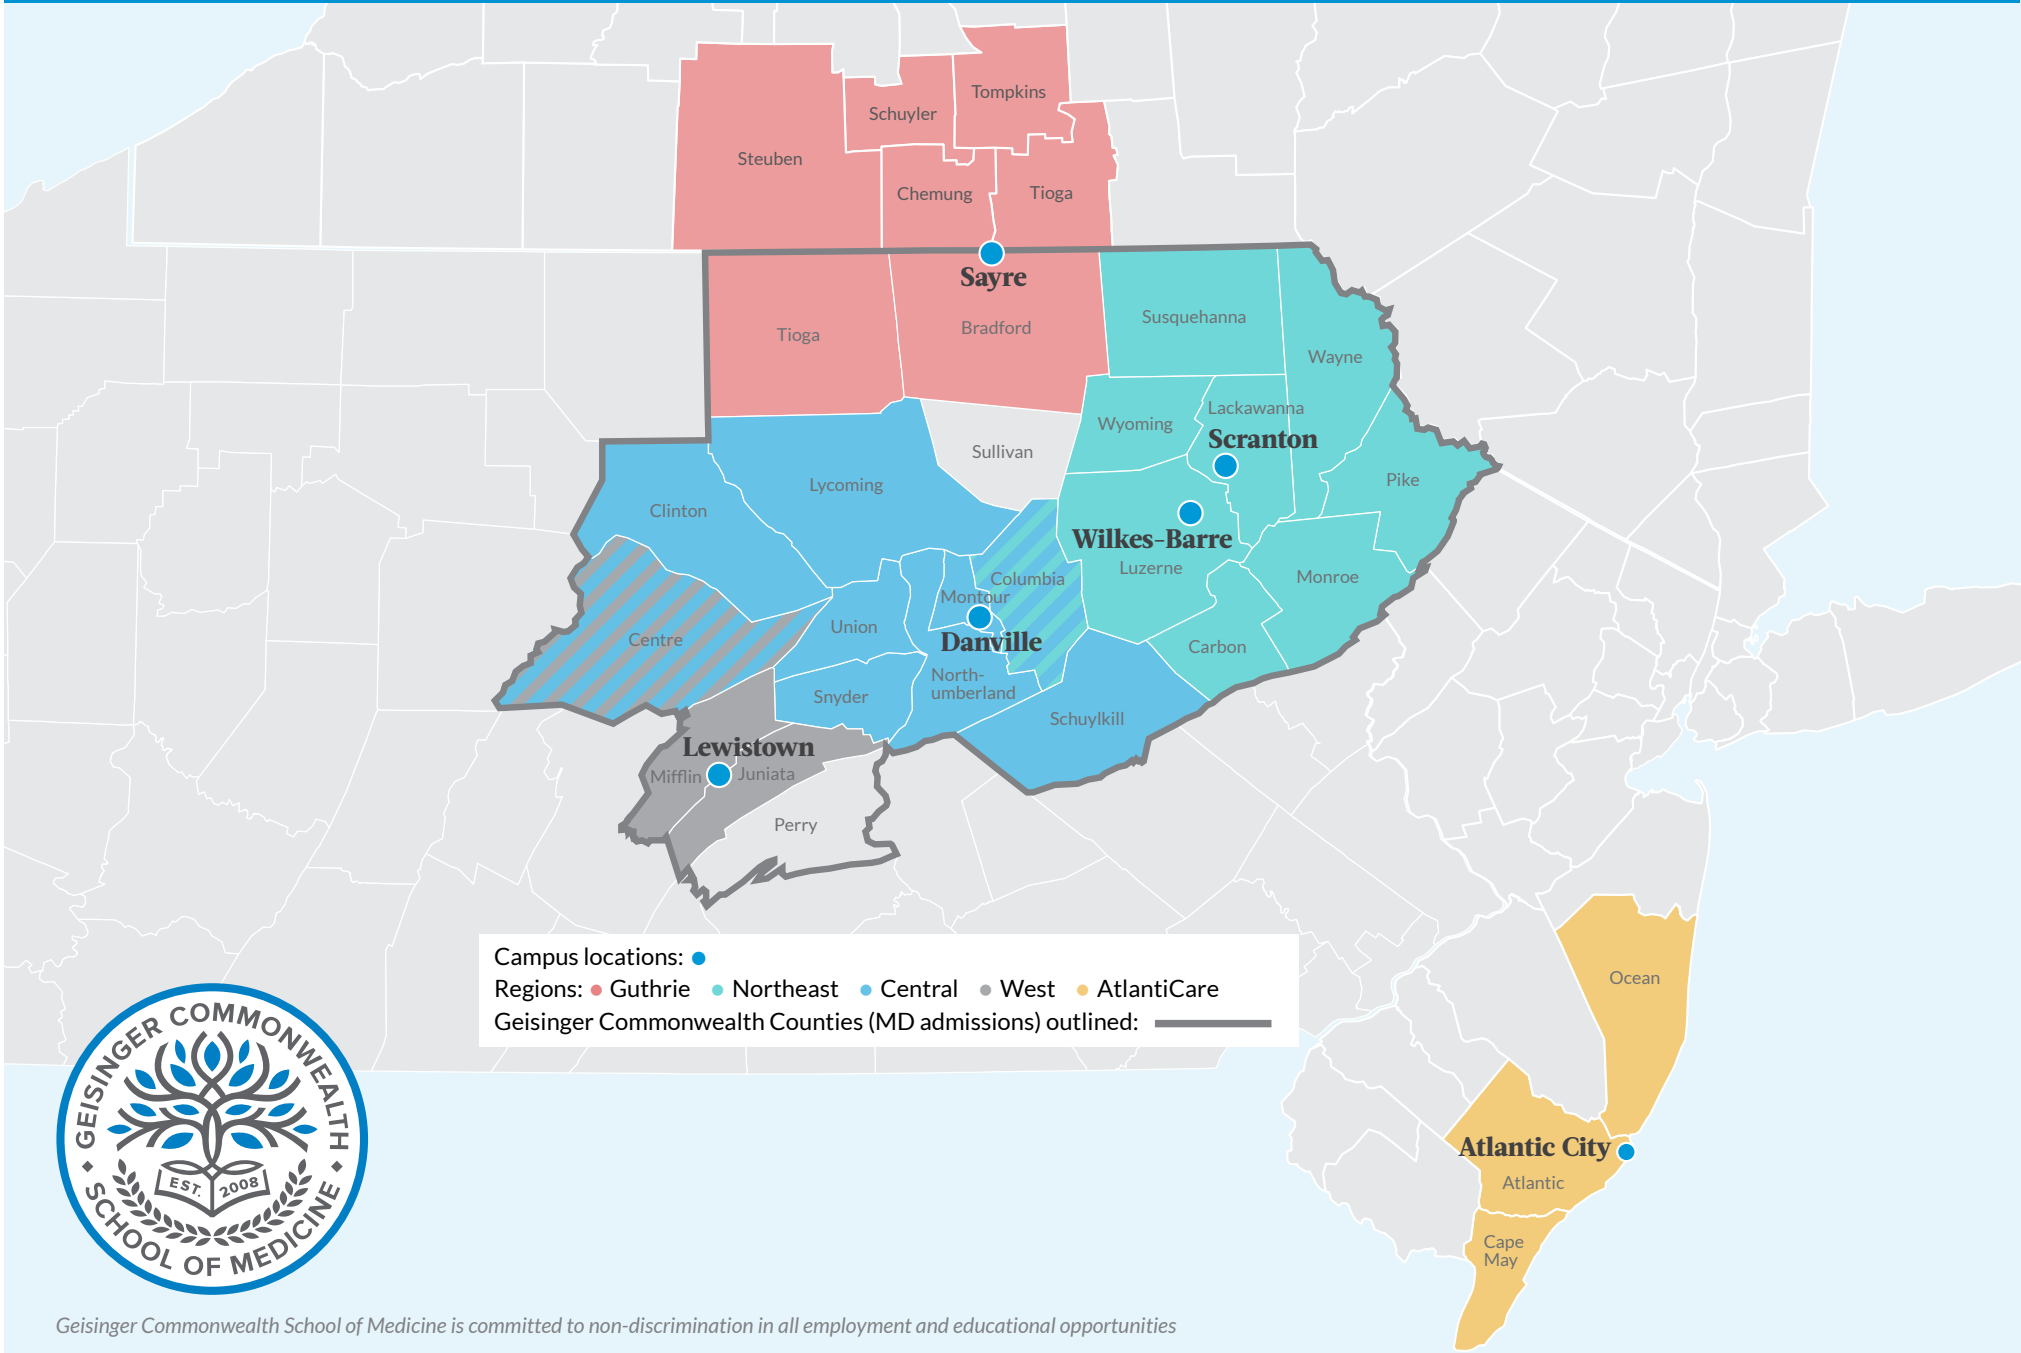 Tompkins
Schuyler
Steuben
Chemung
Tioga
Sayre
Susquehanna
Bradford
Tioga
Wayne
Lackawanna
Wyoming
Scranton
Sullivan
Pike
Lycoming
Clinton
Wilkes-Barre
Luzerne
Monroe
Columbia
Montour
Union
Centre
Danville
Carbon
North-
umberland
Snyder
Schuylkill
Lewistown
Mifflin
Juniata
Perry
Campus locations:
Regions: Guthrie Northeast Central West AtlantiCare
Geisinger Commonwealth Counties (MD admissions) outlined:
Ocean
Atlantic City
Atlantic
Cape
May
GEISINGER COMMONWEALTH
SCHOOL OF MEDICINE
EST. 2008
Geisinger Commonwealth School of Medicine is committed to non-discrimination in all employment and educational opportunities